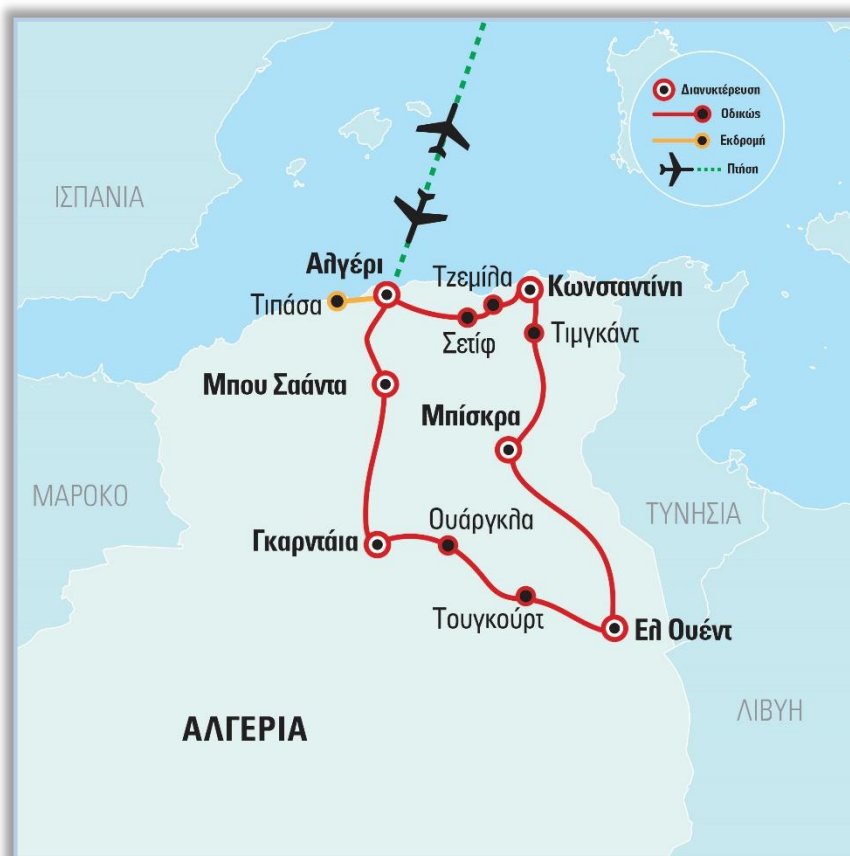 Διανυκτέρευση
Οδικώς
Εκδρομή
Πτήση
ΙΣΠΑΝΙΑ
Αλγέρι
Τζεμίλα
Κωνσταντίνη
Τιπάσα
Σετίφ
Τιμγκάντ
Μπου Σαάντα
Μπίσκρα
ΜΑΡΟΚΟ
ΤΥΝΗΣΙΑ
Ουάργκλα
Γκαρντάια
Τουγκούρτ
Ελ Ουέντ
ΛΙΒΥΗ
ΑΛΓΕΡΙΑ